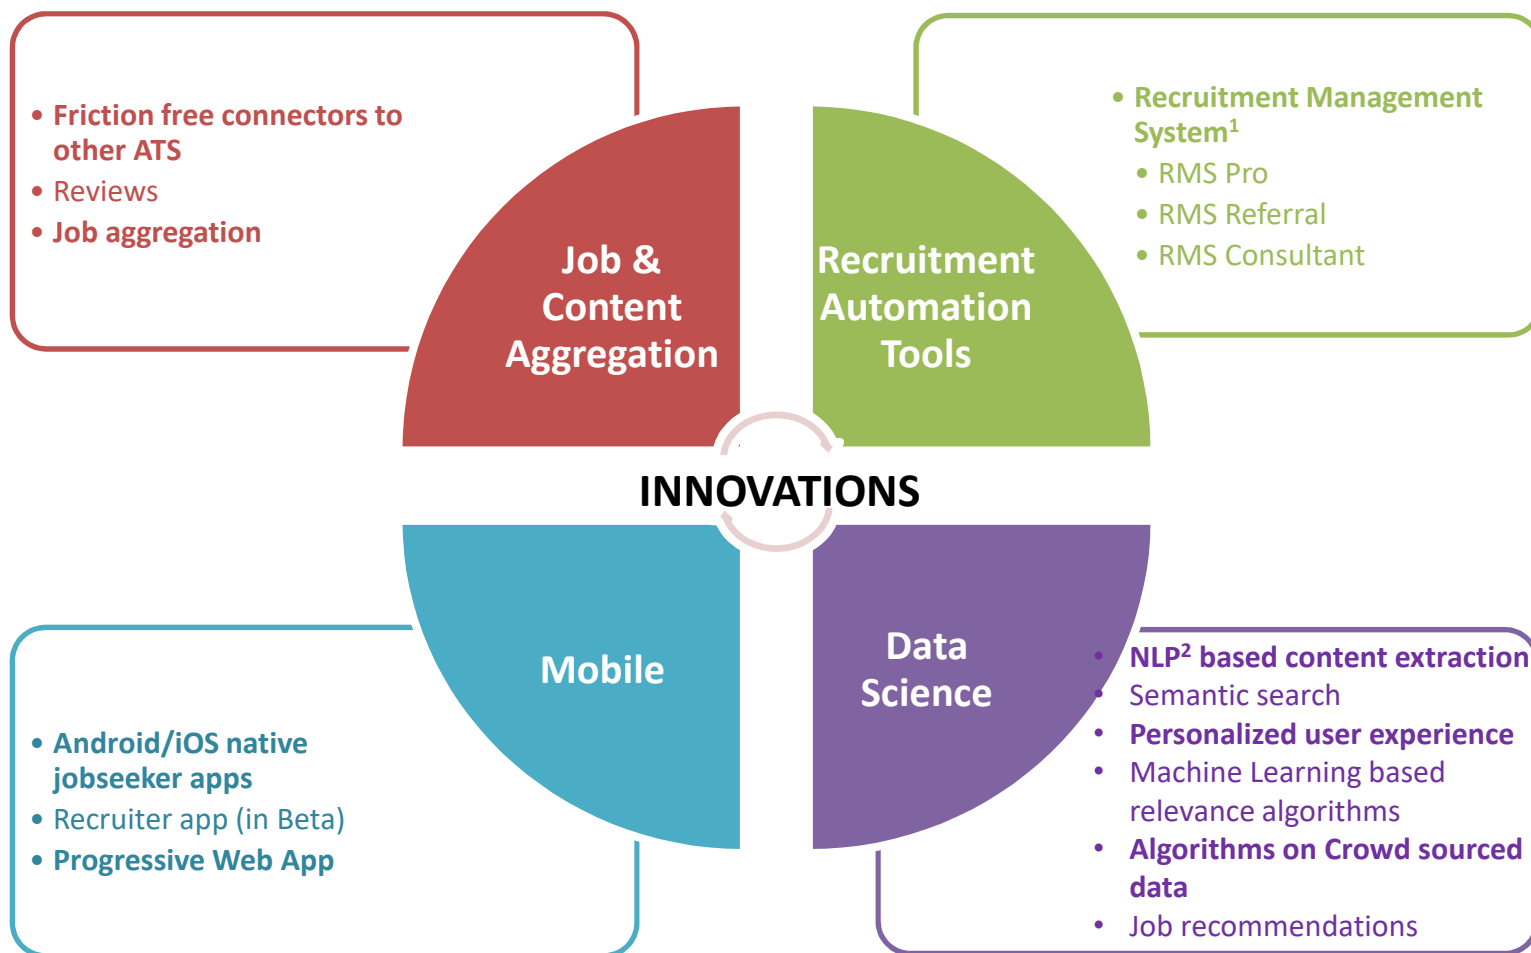 • Friction free connectors to
other ATS
• Reviews
• Job aggregation
Job &
Content
Aggregation
Recruitment
Automation
Tools
• Recruitment Management
System¹
• RMS Pro
• RMS Referral
• RMS Consultant
INNOVATIONS
Mobile
• Android/iOS native
jobseeker apps
• Recruiter app (in Beta)
• Progressive Web App
Data
Science
• NLP² based content extraction
• Semantic search
• Personalized user experience
• Machine Learning based
relevance algorithms
• Algorithms on Crowd sourced
data
• Job recommendations